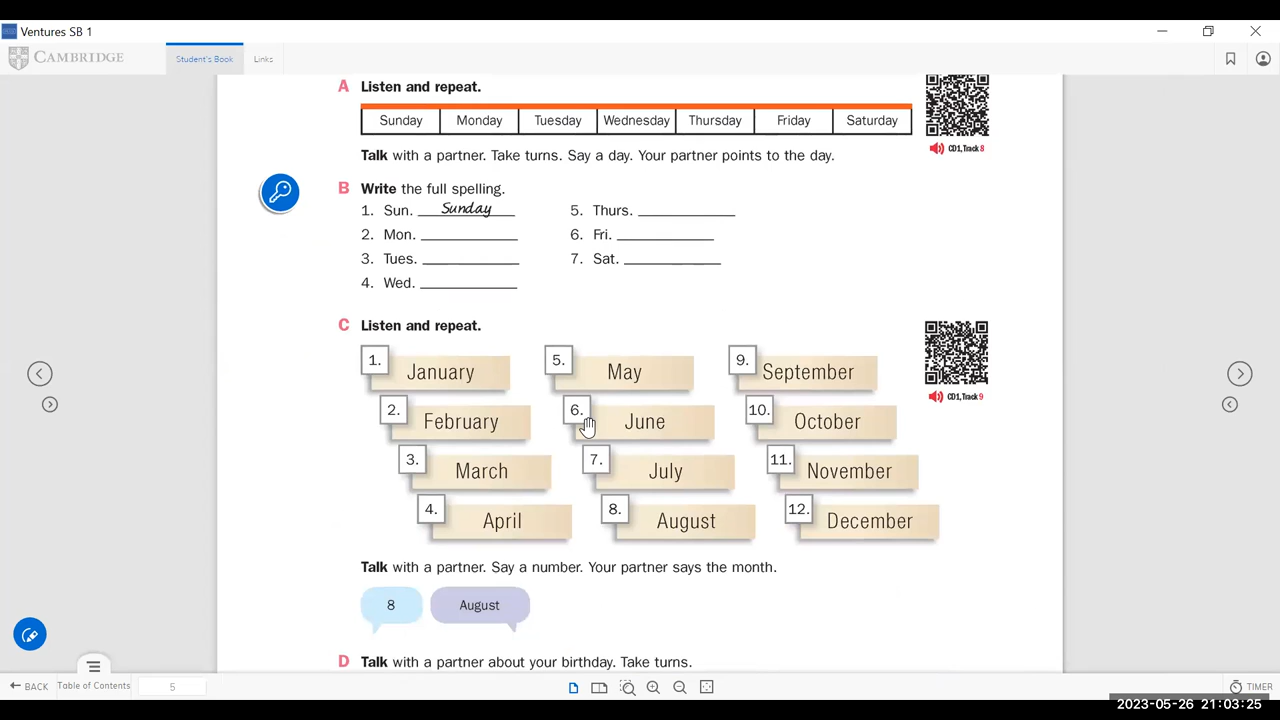 Ventures SB 1
CAMBRIDGE
Student's Book
Links
A Listen and repeat.
Sunday Monday Tuesday Wednesday Thursday Friday Saturday
CD1, Track 8
Talk with a partner. Take turns. Say a day. Your partner points to the day.
B Write the full spelling.
1. Sun. Sunday
2. Mon.
3. Tues.
4. Wed.
5. Thurs.
6. Fri.
7. Sat.
C Listen and repeat.
1. January
2. February
3. March
4. April
5. May
6. June
7. July
8. August
9. September
10. October
11. November
12. December
CD1, Track 9
Talk with a partner. Say a number. Your partner says the month.
8
August
D Talk with a partner about your birthday. Take turns.
BACK
Table of Contents
5
TIMER
2023-05-26 21:03:25